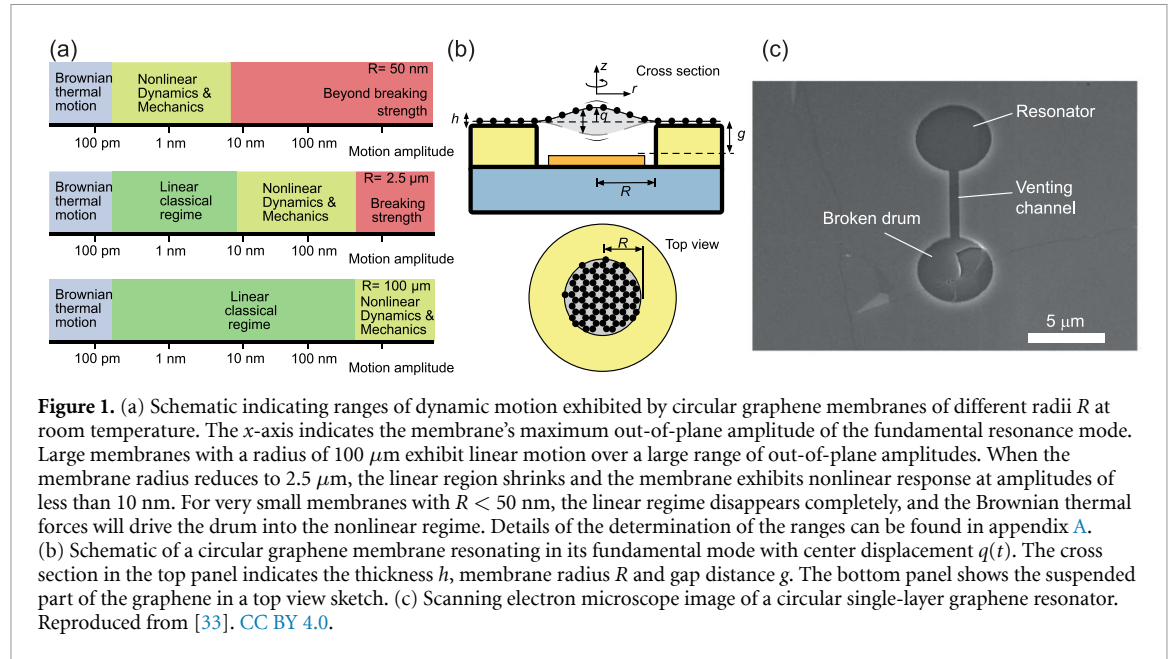 (a)
Brownian
thermal
motion
Nonlinear
Dynamics &
Mechanics
R= 50 nm
Beyond breaking
strength
100 pm
1 nm
10 nm
100 nm
Motion amplitude
Brownian
thermal
motion
Linear
classical
regime
Nonlinear
Dynamics &
Mechanics
R= 2.5 µm
Breaking
strength
100 pm
1 nm
10 nm
100 nm
Motion amplitude
Brownian
thermal
motion
Linear
classical
regime
R= 100 µm
Nonlinear
Dynamics &
Mechanics
100 pm
1 nm
10 nm
100 nm
Motion amplitude
(b)
z
Cross section
r
h
q
g
R
R
Top view
(c)
Resonator
Venting
channel
Broken drum
5 µm
Figure 1. (a) Schematic indicating ranges of dynamic motion exhibited by circular graphene membranes of different radii R at
room temperature. The x-axis indicates the membrane's maximum out-of-plane amplitude of the fundamental resonance mode.
Large membranes with a radius of 100 µm exhibit linear motion over a large range of out-of-plane amplitudes. When the
membrane radius reduces to 2.5 µm, the linear region shrinks and the membrane exhibits nonlinear response at amplitudes of
less than 10 nm. For very small membranes with R < 50 nm, the linear regime disappears completely, and the Brownian thermal
forces will drive the drum into the nonlinear regime. Details of the determination of the ranges can be found in appendix A.
(b) Schematic of a circular graphene membrane resonating in its fundamental mode with center displacement q(t). The cross
section in the top panel indicates the thickness h, membrane radius R and gap distance g. The bottom panel shows the suspended
part of the graphene in a top view sketch. (c) Scanning electron microscope image of a circular single-layer graphene resonator.
Reproduced from [33]. CC BY 4.0.